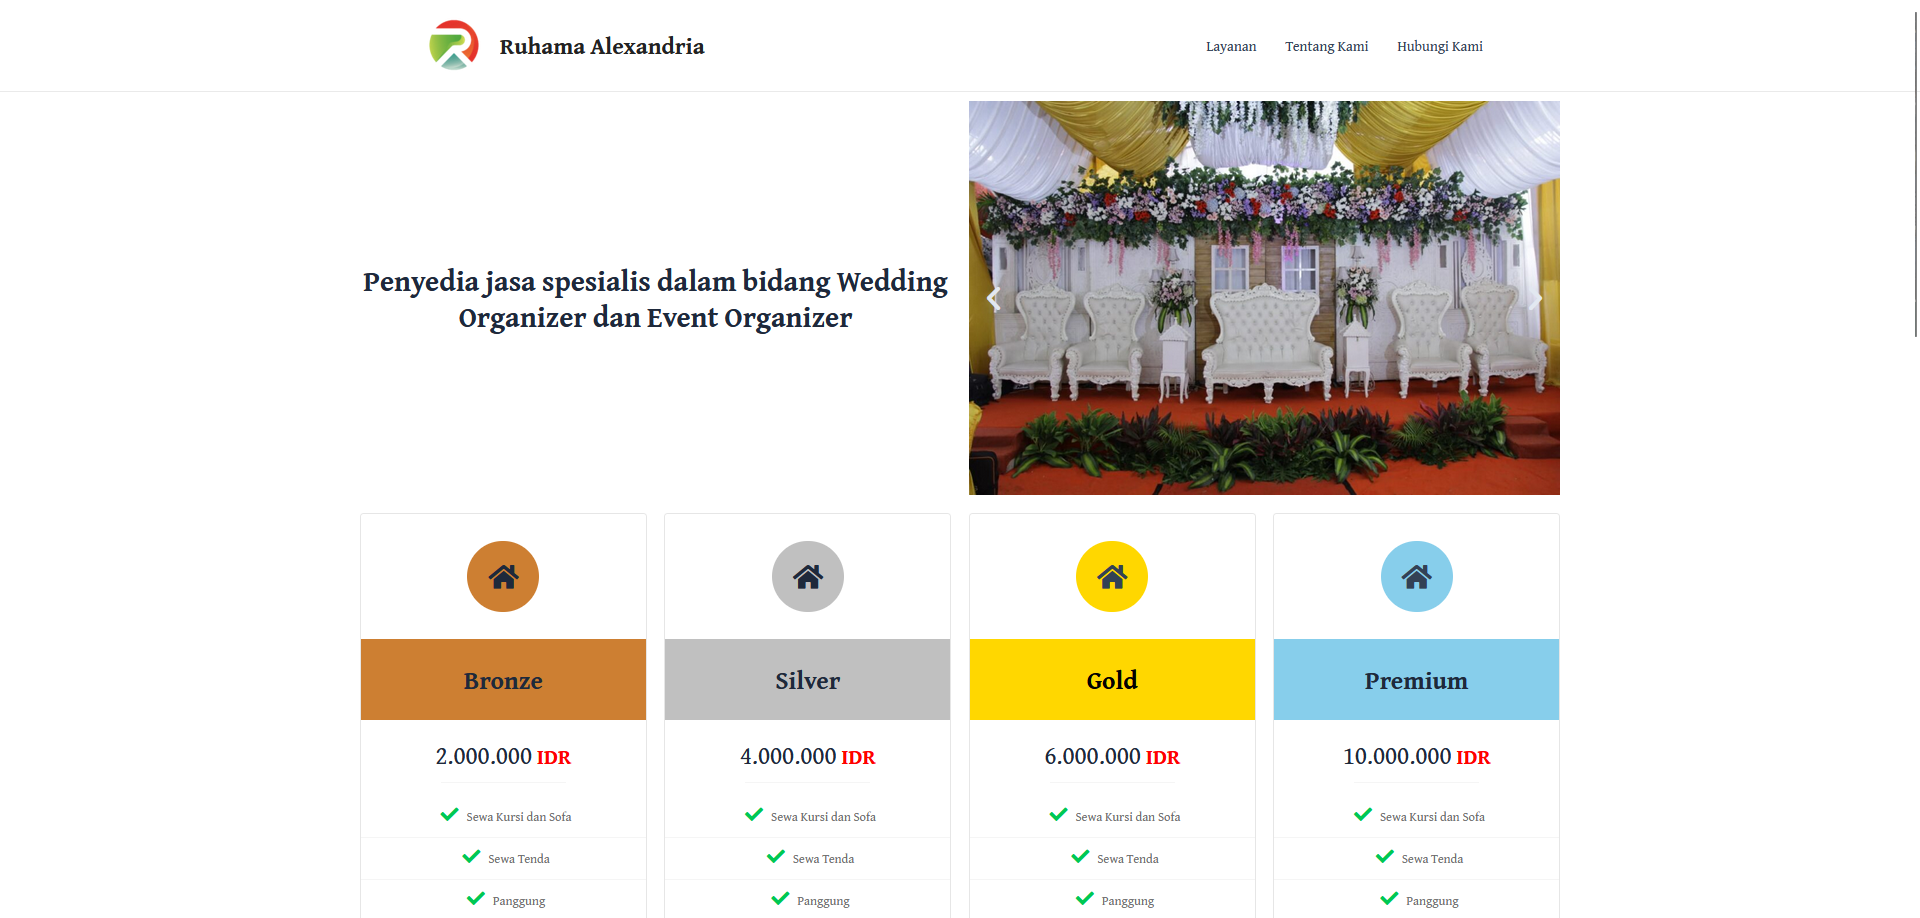 Ruhama Alexandria
Layanan
Tentang Kami
Hubungi Kami
Penyedia jasa spesialis dalam bidang Wedding
Organizer dan Event Organizer
Bronze
2.000.000 IDR
Sewa Kursi dan Sofa
Sewa Tenda
Panggung
Silver
4.000.000 IDR
Sewa Kursi dan Sofa
Sewa Tenda
Panggung
Gold
6.000.000 IDR
Sewa Kursi dan Sofa
Sewa Tenda
Panggung
Premium
10.000.000 IDR
Sewa Kursi dan Sofa
Sewa Tenda
Panggung